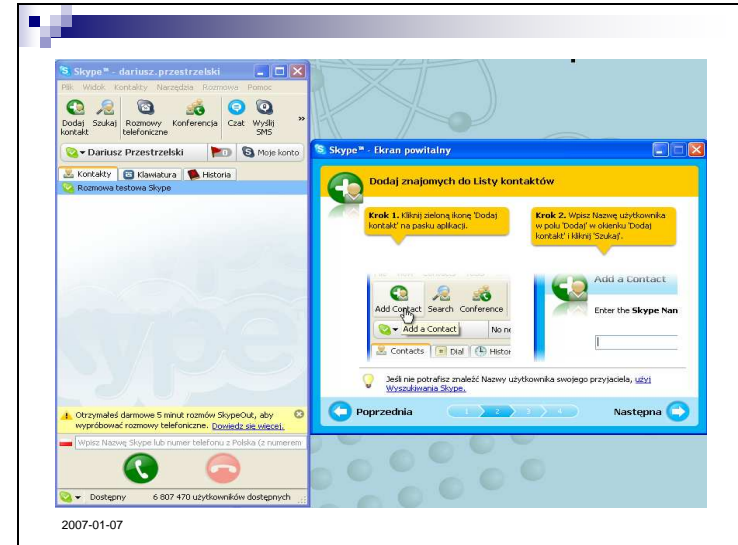 Skype™ - dariusz.przestrzelski
Plik Widok Kontakty Narzędzia Rozmowa Pomoc
Dodaj kontakt
Szukaj
Rozmowy telefoniczne
Konferencja
Czat
Wyślij SMS
»
Dariusz Przestrzelski
Moje konto
Kontakty
Klawiatura
Historia
Rozmowa testowa Skype
Otrzymałeś darmowe 5 minut rozmów SkypeOut, aby
wypróbować rozmowy telefoniczne. Dowiedz się więcej.
Wpisz Nazwę Skype lub numer telefonu z Polska (z numerem
Dostępny
6 807 470 użytkowników dostępnych
Skype™ - Ekran powitalny
Dodaj znajomych do Listy kontaktów
Krok 1. Kliknij zieloną ikonę 'Dodaj
kontakt' na pasku aplikacji.
Krok 2. Wpisz Nazwę użytkownika
w polu 'Dodaj' w okienku 'Dodaj
kontakt' i kliknij 'Szukaj'.
Add Contact
Search
Conference
Add a Contact
No
Contacts
Dial
Histor
Add a Contact
Enter the Skype Nan
Jeśli nie potrafisz znaleźć Nazwy użytkownika swojego przyjaciela, użyj
Wyszukiwania Skype.
Poprzednia
1 2 3 4
Następna
2007-01-07